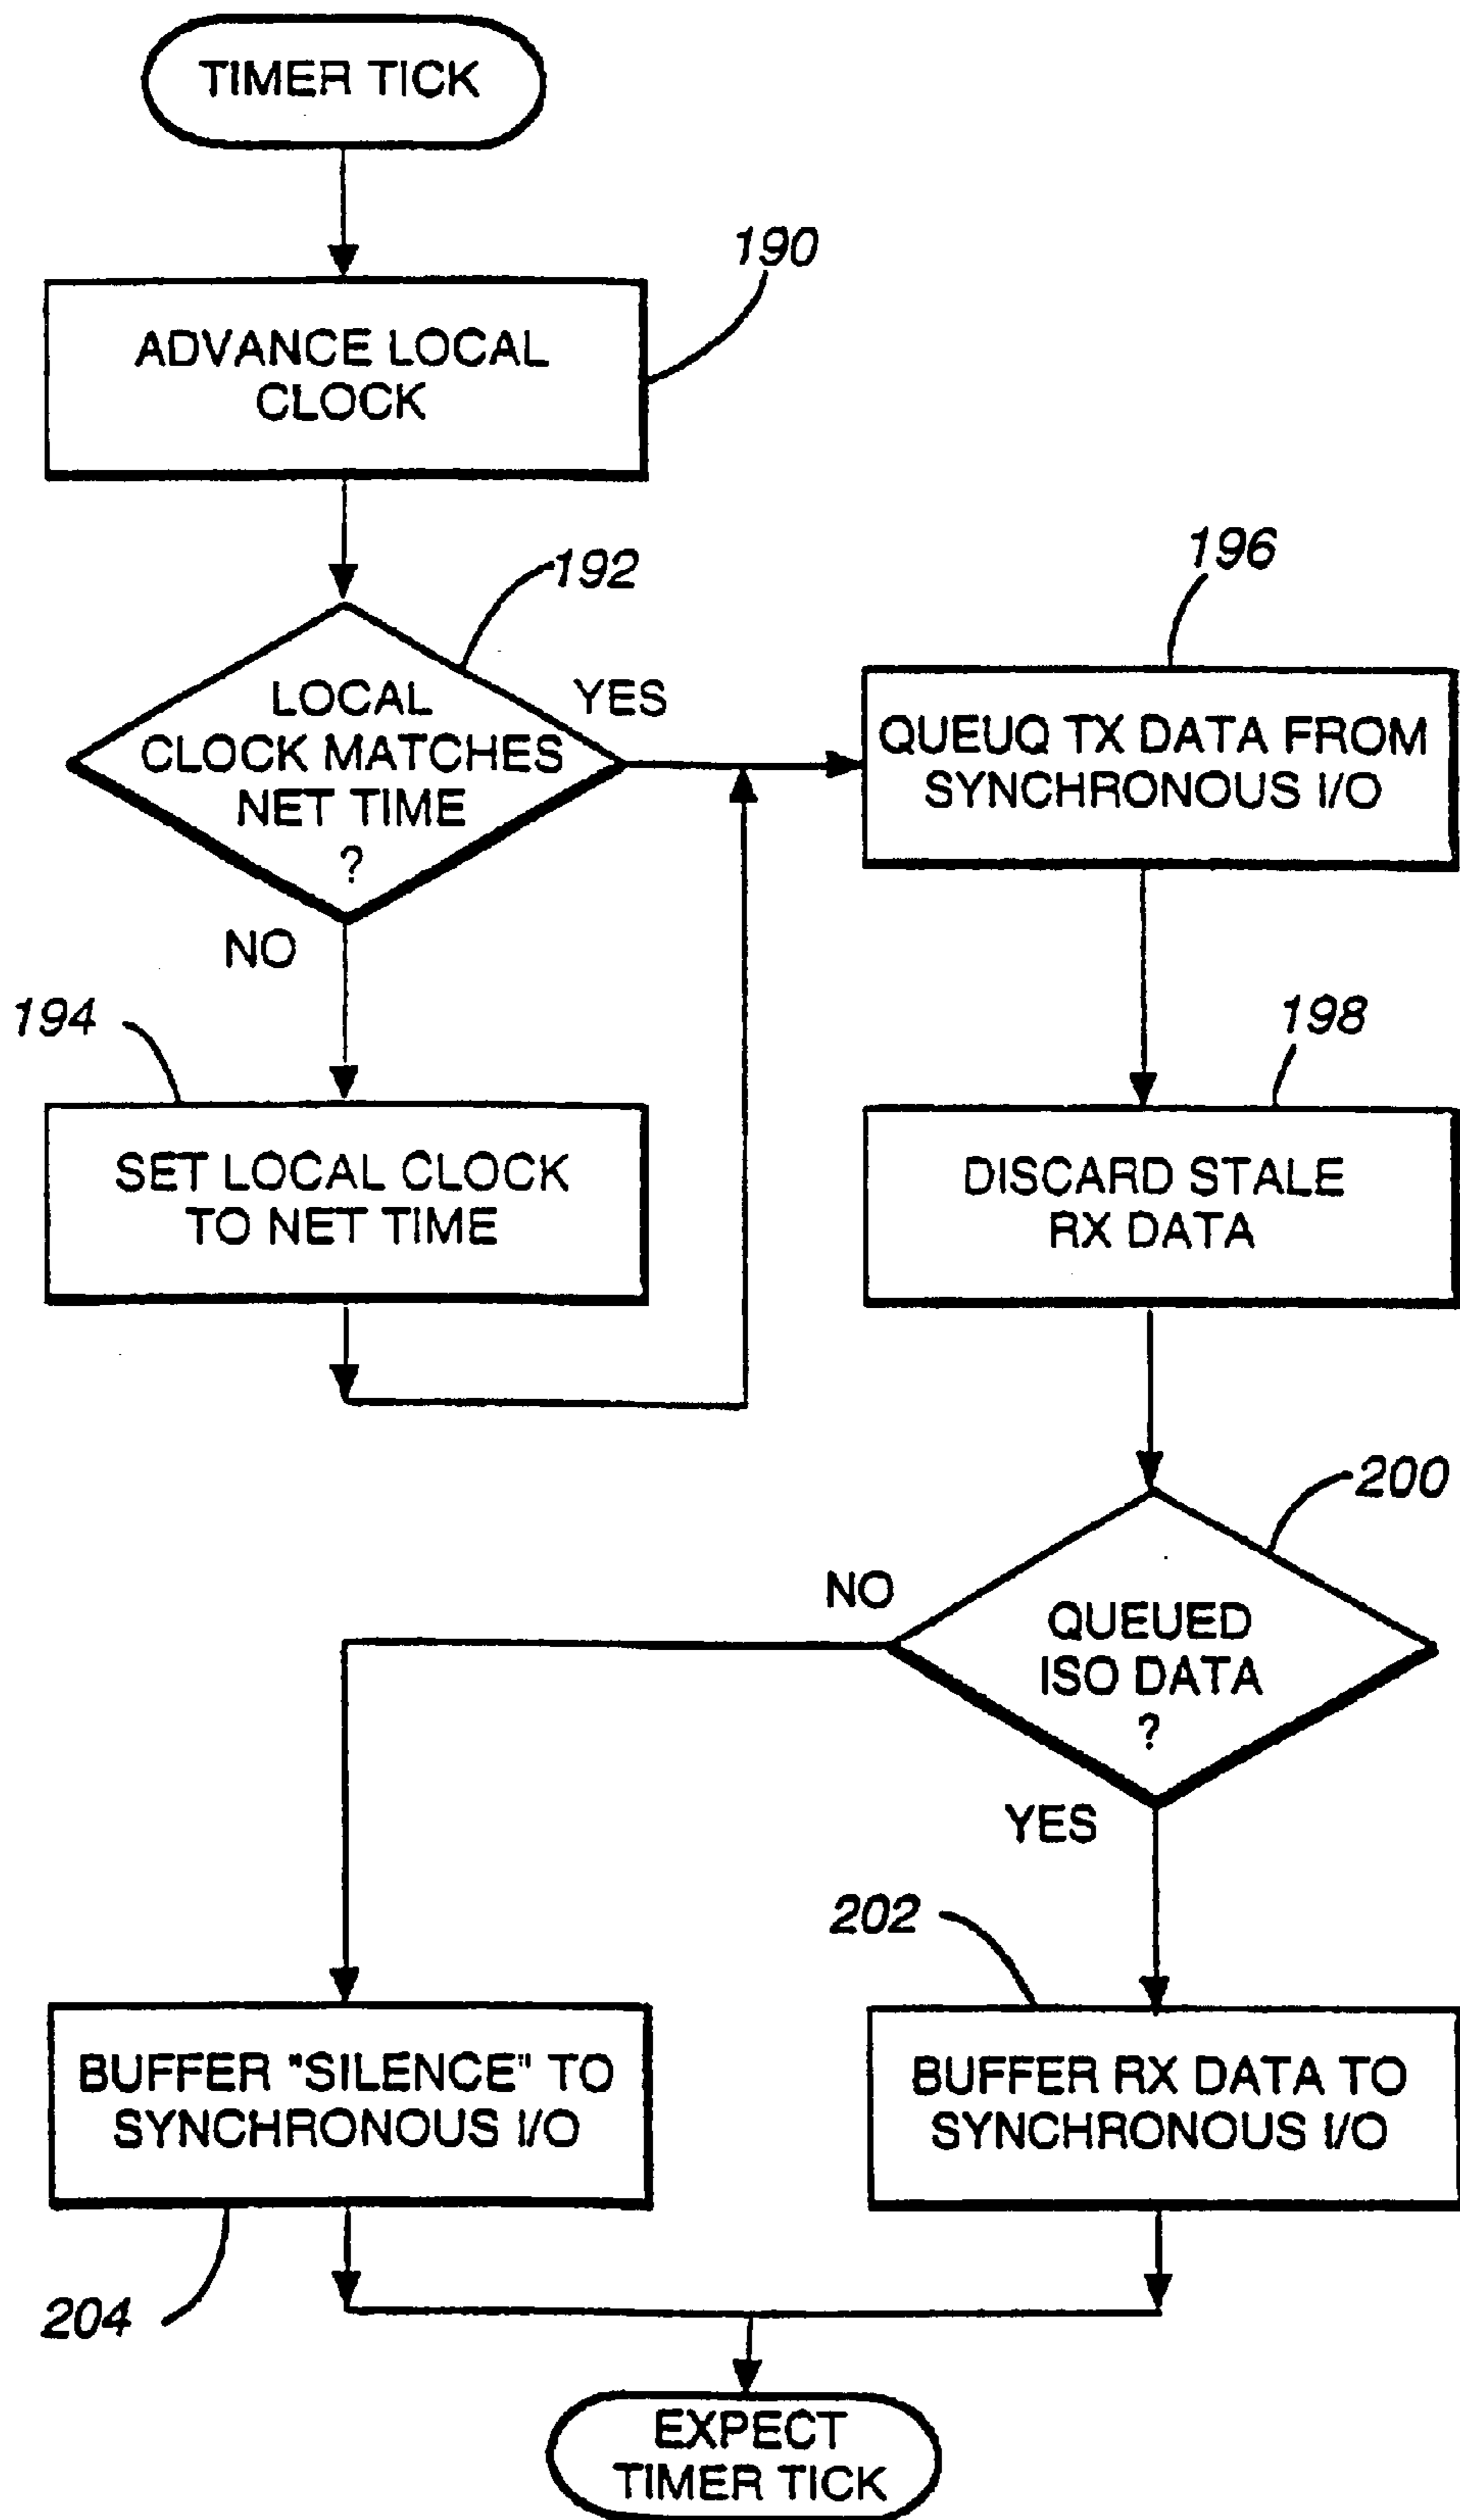 TIMER TICK
190
ADVANCE LOCAL
CLOCK
192
LOCAL
CLOCK MATCHES
NET TIME
?
YES
NO
194
SET LOCAL CLOCK
TO NET TIME
196
QUEUQ TX DATA FROM
SYNCHRONOUS I/O
198
DISCARD STALE
RX DATA
200
QUEUED
ISO DATA
?
NO
YES
202
BUFFER RX DATA TO
SYNCHRONOUS I/O
BUFFER "SILENCE" TO
SYNCHRONOUS I/O
204
EXPECT
TIMER TICK